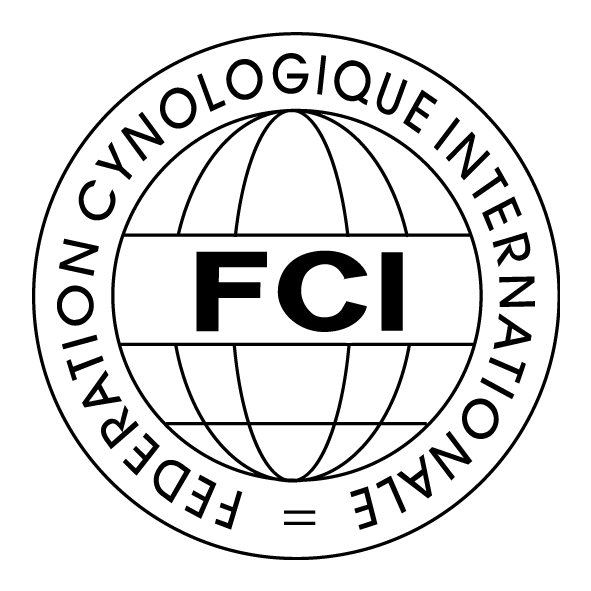 FEDERATION CYNOLOGIQUE INTERNATIONALE =
FCI